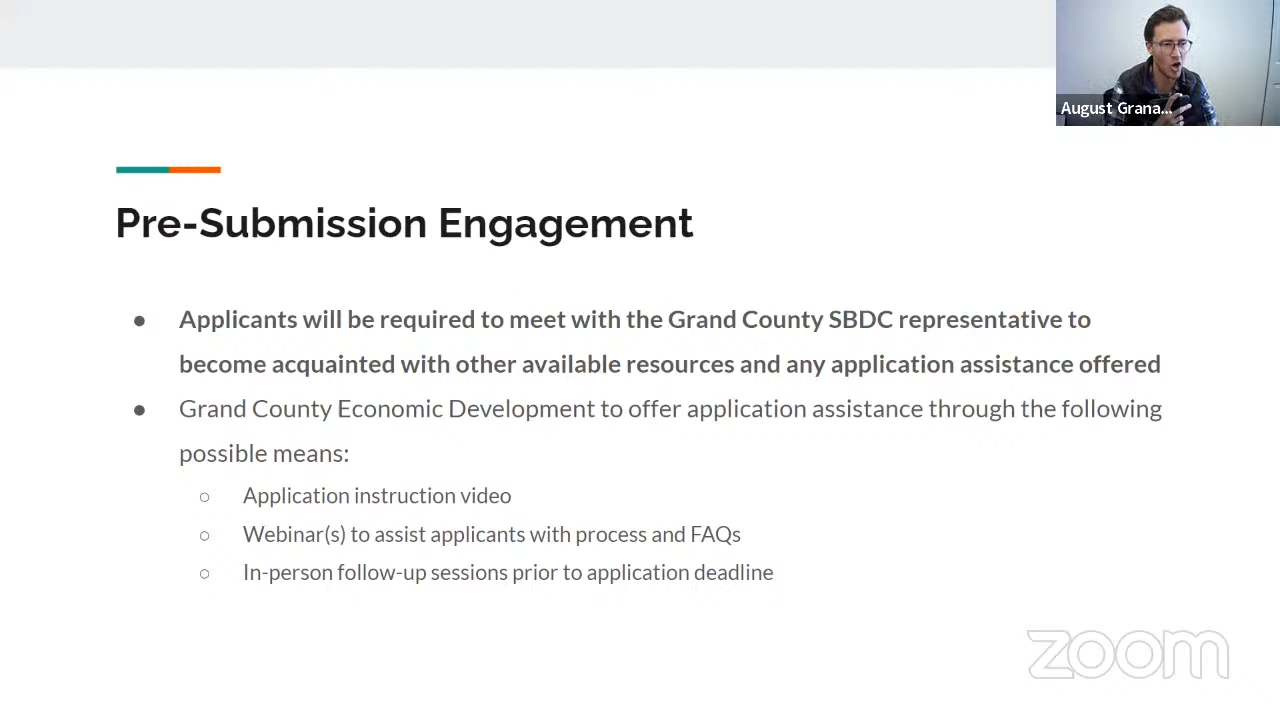 August Grana...
Pre-Submission Engagement
● Applicants will be required to meet with the Grand County SBDC representative to
become acquainted with other available resources and any application assistance offered
● Grand County Economic Development to offer application assistance through the following
possible means:
○ Application instruction video
○ Webinar(s) to assist applicants with process and FAQs
○ In-person follow-up sessions prior to application deadline
zoom